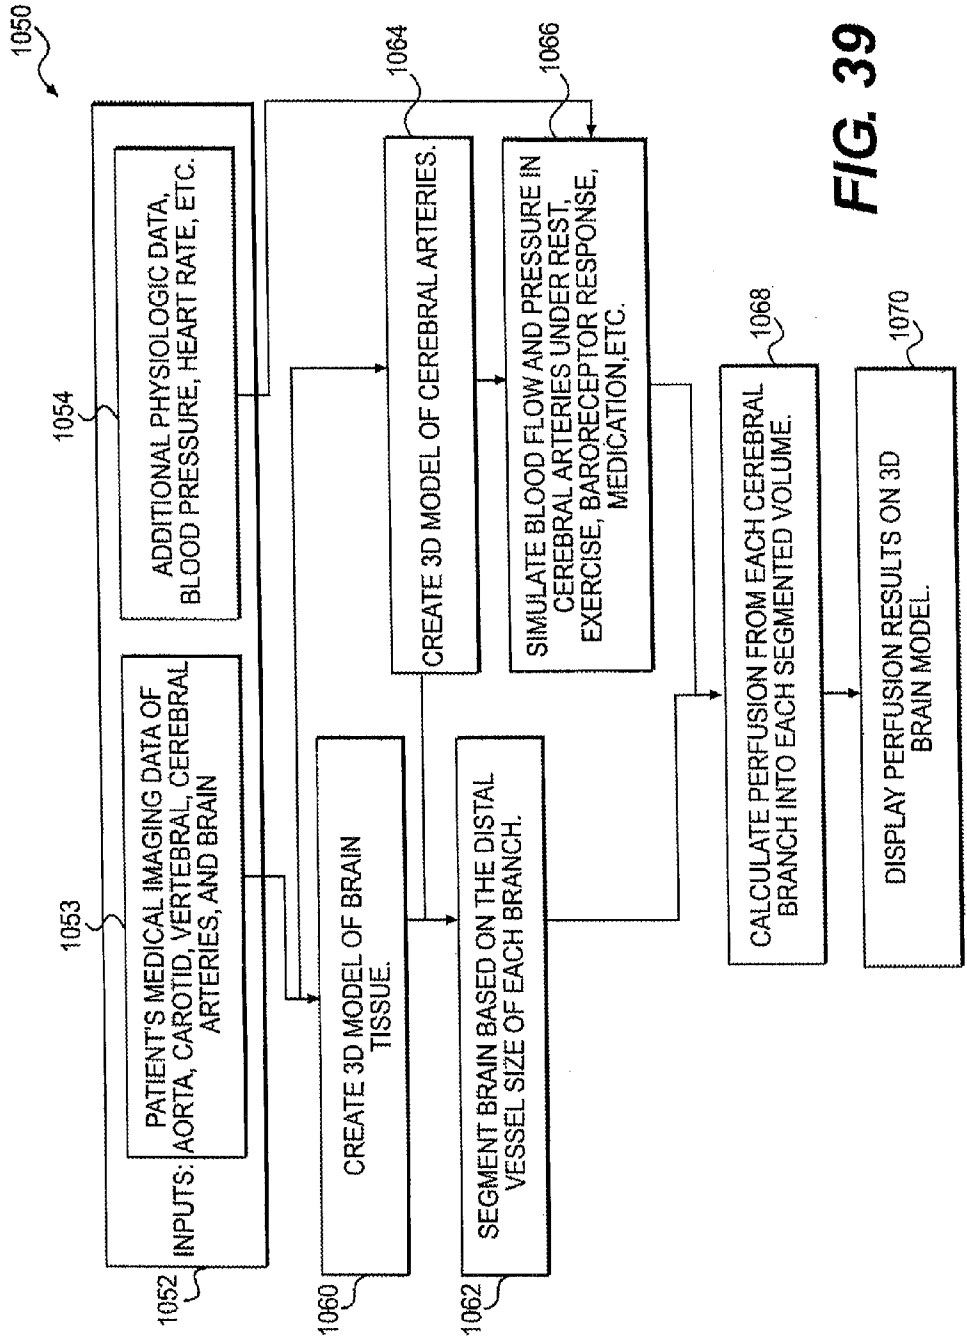 1050
1052
INPUTS:
1053
PATIENT'S MEDICAL IMAGING DATA OF
AORTA, CAROTID, VERTEBRAL, CEREBRAL
ARTERIES, AND BRAIN
1054
ADDITIONAL PHYSIOLOGIC DATA,
BLOOD PRESSURE, HEART RATE, ETC.
1060
CREATE 3D MODEL OF BRAIN
TISSUE.
1064
CREATE 3D MODEL OF CEREBRAL ARTERIES.
1062
SEGMENT BRAIN BASED ON THE DISTAL
VESSEL SIZE OF EACH BRANCH.
1066
SIMULATE BLOOD FLOW AND PRESSURE IN
CEREBRAL ARTERIES UNDER REST,
EXERCISE, BARORECEPTOR RESPONSE,
MEDICATION,ETC.
1068
CALCULATE PERFUSION FROM EACH CEREBRAL
BRANCH INTO EACH SEGMENTED VOLUME.
1070
DISPLAY PERFUSION RESULTS ON 3D
BRAIN MODEL.
FIG. 39